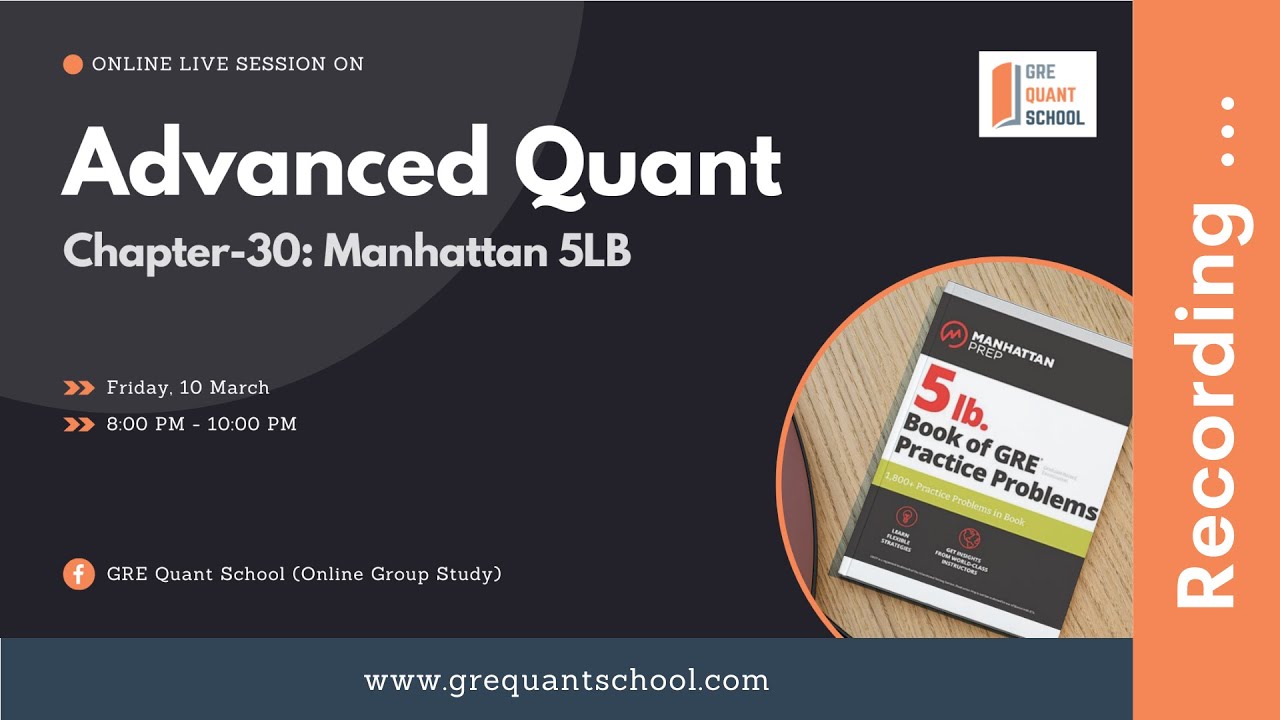 ONLINE LIVE SESSION ON
Advanced Quant
Chapter-30: Manhattan 5LB
Friday, 10 March
8:00 PM - 10:00 PM
GRE Quant School (Online Group Study)
www.grequantschool.com
GRE
QUANT
SCHOOL
MANHATTAN
PREP
5 lb.
Book of GRE®
Practice Problems
1,800+ Practice Problems in Book
LEARN
FLEXIBLE
STRATEGIES
GET INSIGHTS
FROM WORLD-CLASS
INSTRUCTORS
Recording ...